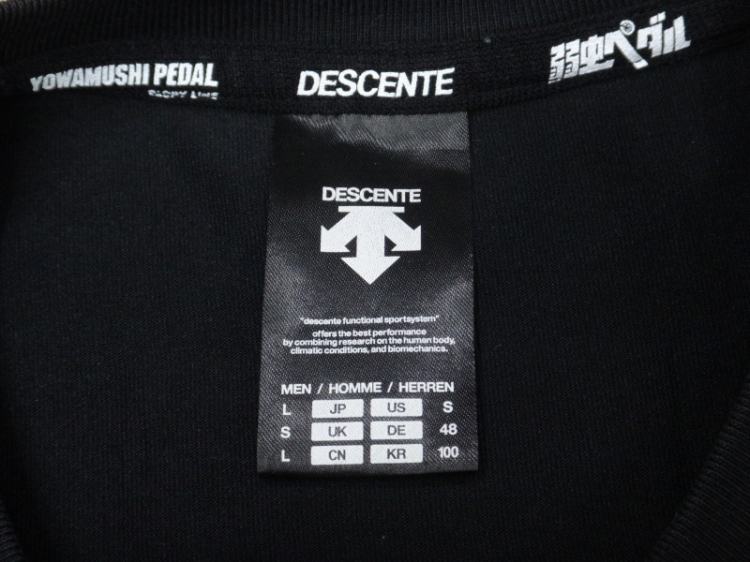 YOWAMUSHI PEDAL
DESCENTE
弱虫ペダル
DESCENTE
"descente functional sportsystem"
offers the best performance
by combining research on the human body,
climatic conditions, and biomechanics.
MEN / HOMME / HERREN
L JP US S
S UK DE 48
L CN KR 100